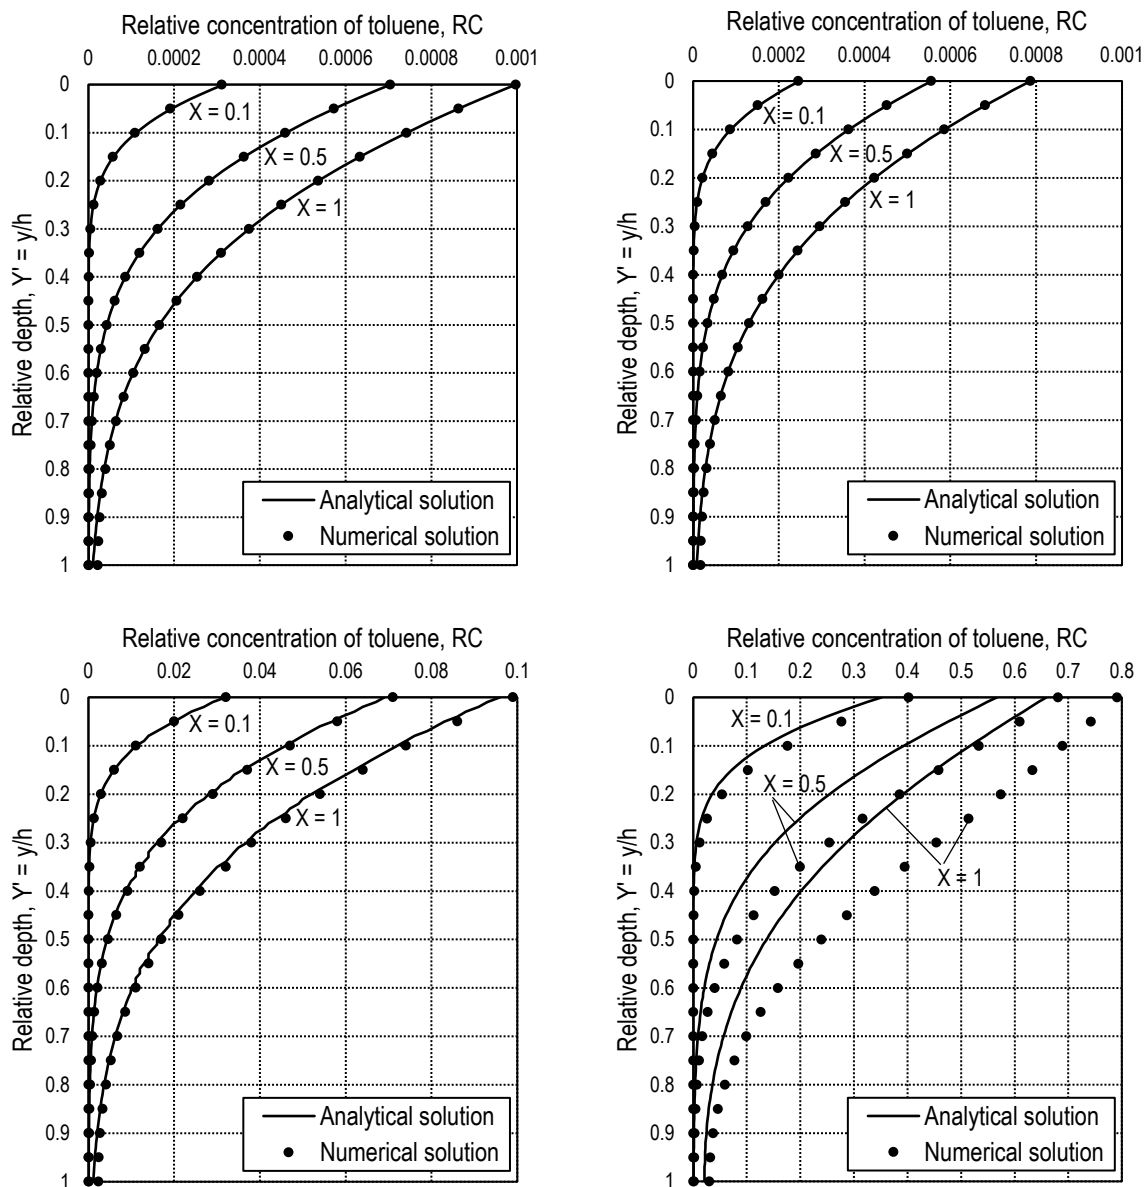 Relative concentration of toluene, RC
0 0.0002 0.0004 0.0006 0.0008 0.001
Relative depth, Y' = y/h
0
0.1
0.2
0.3
0.4
0.5
0.6
0.7
0.8
0.9
1
X = 0.1
X = 0.5
X = 1
Analytical solution
Numerical solution
Relative concentration of toluene, RC
0 0.0002 0.0004 0.0006 0.0008 0.001
Relative depth, Y' = y/h
0
0.1
0.2
0.3
0.4
0.5
0.6
0.7
0.8
0.9
1
X = 0.1
X = 0.5
X = 1
Analytical solution
Numerical solution
Relative concentration of toluene, RC
0 0.02 0.04 0.06 0.08 0.1
Relative depth, Y' = y/h
0
0.1
0.2
0.3
0.4
0.5
0.6
0.7
0.8
0.9
1
X = 0.1
X = 0.5
X = 1
Analytical solution
Numerical solution
Relative concentration of toluene, RC
0 0.1 0.2 0.3 0.4 0.5 0.6 0.7 0.8
Relative depth, Y' = y/h
0
0.1
0.2
0.3
0.4
0.5
0.6
0.7
0.8
0.9
1
X = 0.1
X = 0.5
X = 1
Analytical solution
Numerical solution